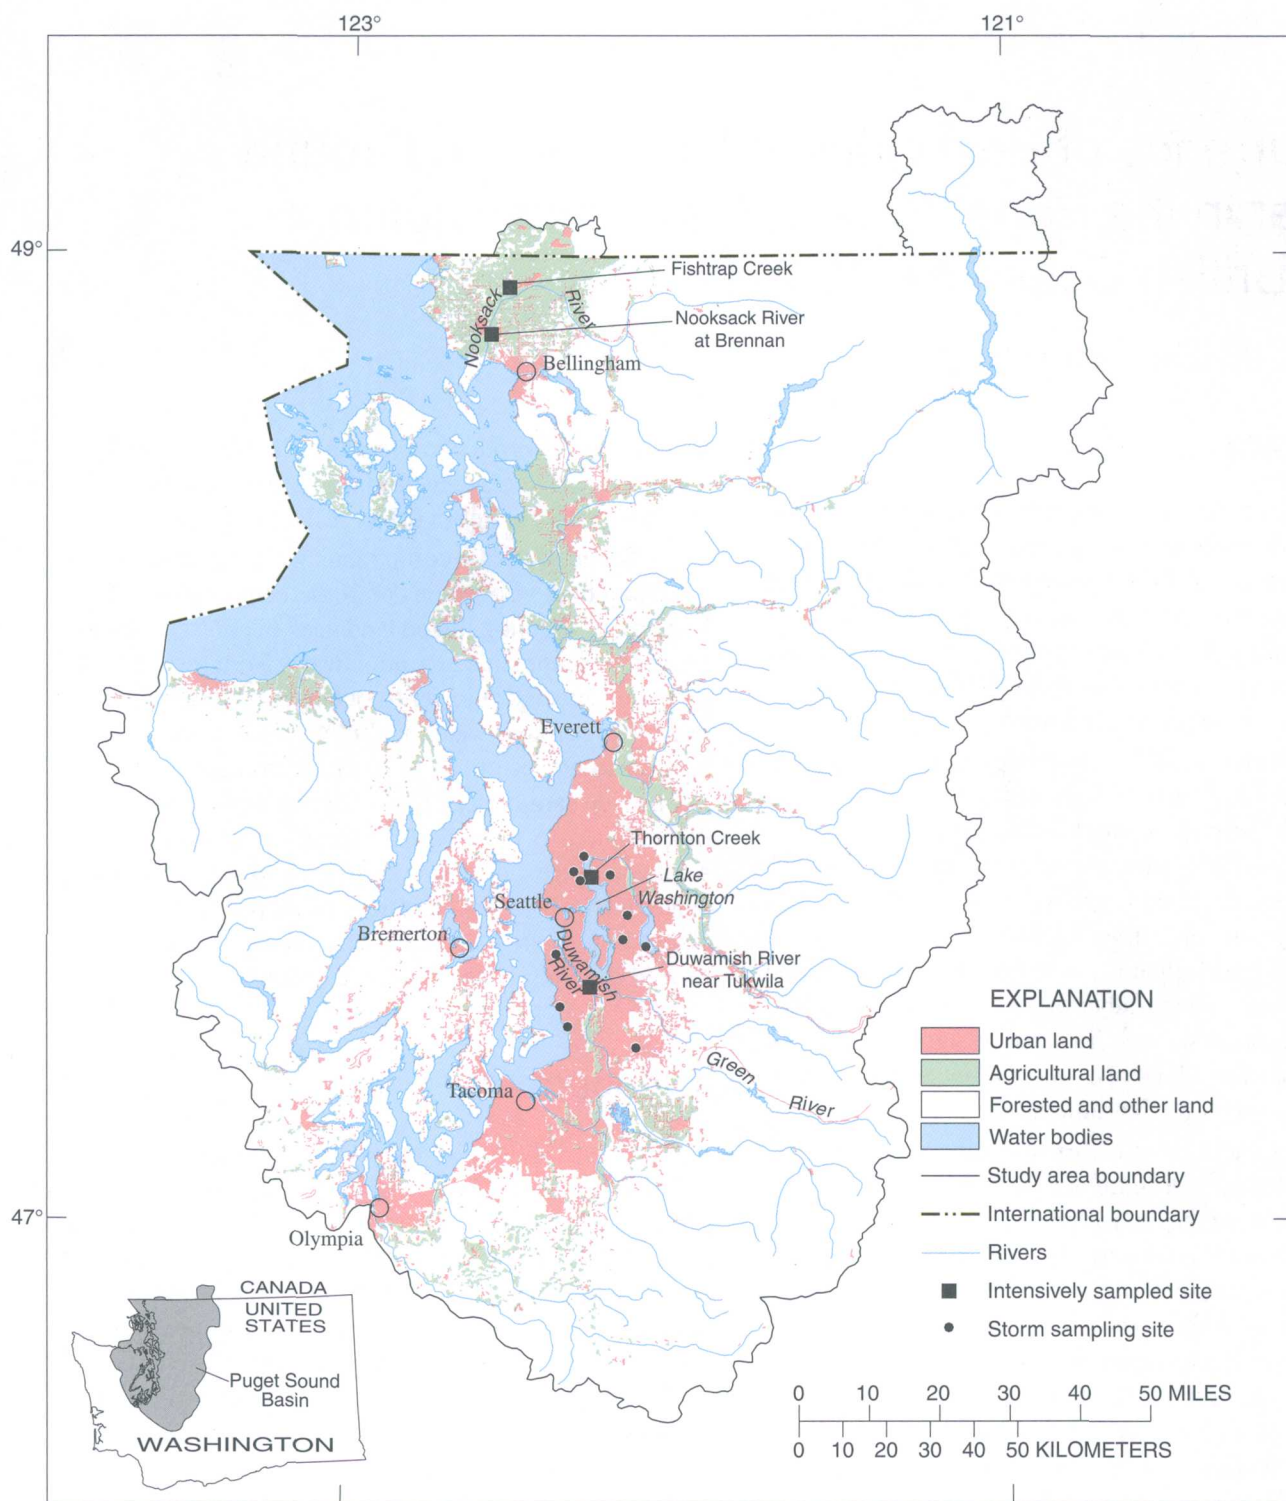 123°
121°
49°
Fishtrap Creek
Nooksack
River
Nooksack River
at Brennan
Bellingham
Everett
Thornton Creek
Lake
Washington
Seattle
Bremerton
Duwamish
River
Duwamish River
near Tukwila
Green
River
Tacoma
47°
Olympia
EXPLANATION
Urban land
Agricultural land
Forested and other land
Water bodies
Study area boundary
International boundary
Rivers
Intensively sampled site
Storm sampling site
0 10 20 30 40 50 MILES
0 10 20 30 40 50 KILOMETERS
CANADA
UNITED
STATES
Puget Sound
Basin
WASHINGTON